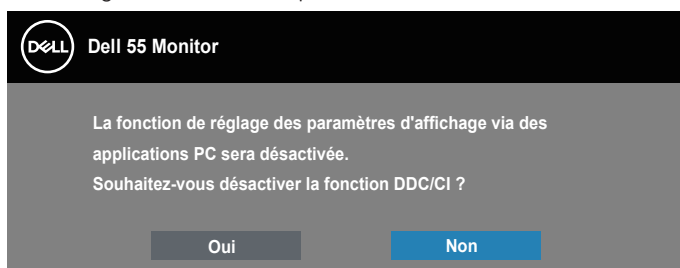 DELL
Dell 55 Monitor
La fonction de réglage des paramètres d'affichage via des
applications PC sera désactivée.
Souhaitez-vous désactiver la fonction DDC/CI ?
Oui
Non